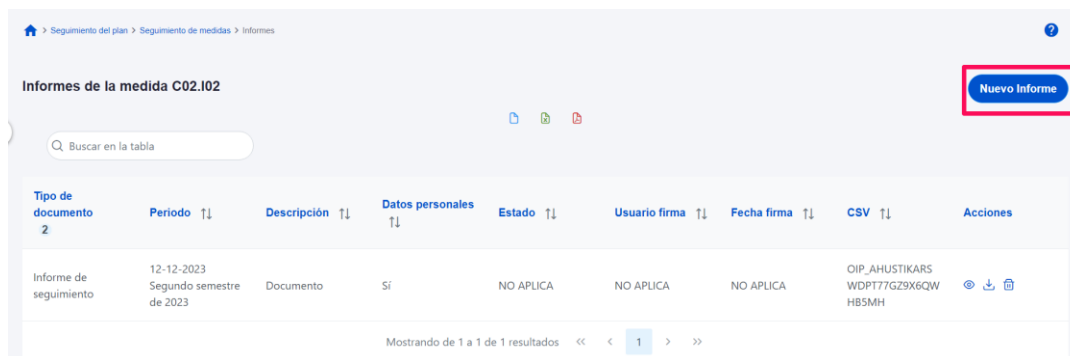 > Seguimiento del plan > Seguimiento de medidas > Informes
?
Informes de la medida C02.I02
Nuevo Informe
Buscar en la tabla
Tipo de documento 2
Periodo
Descripción
Datos personales
Estado
Usuario firma
Fecha firma
CSV
Acciones
Informe de seguimiento
12-12-2023
Segundo semestre
de 2023
Documento
Sí
NO APLICA
NO APLICA
NO APLICA
OIP_AHUSTIKARS
WDPT77GZ9X6QW
HB5MH
Mostrando de 1 a 1 de 1 resultados << < 1 > >>